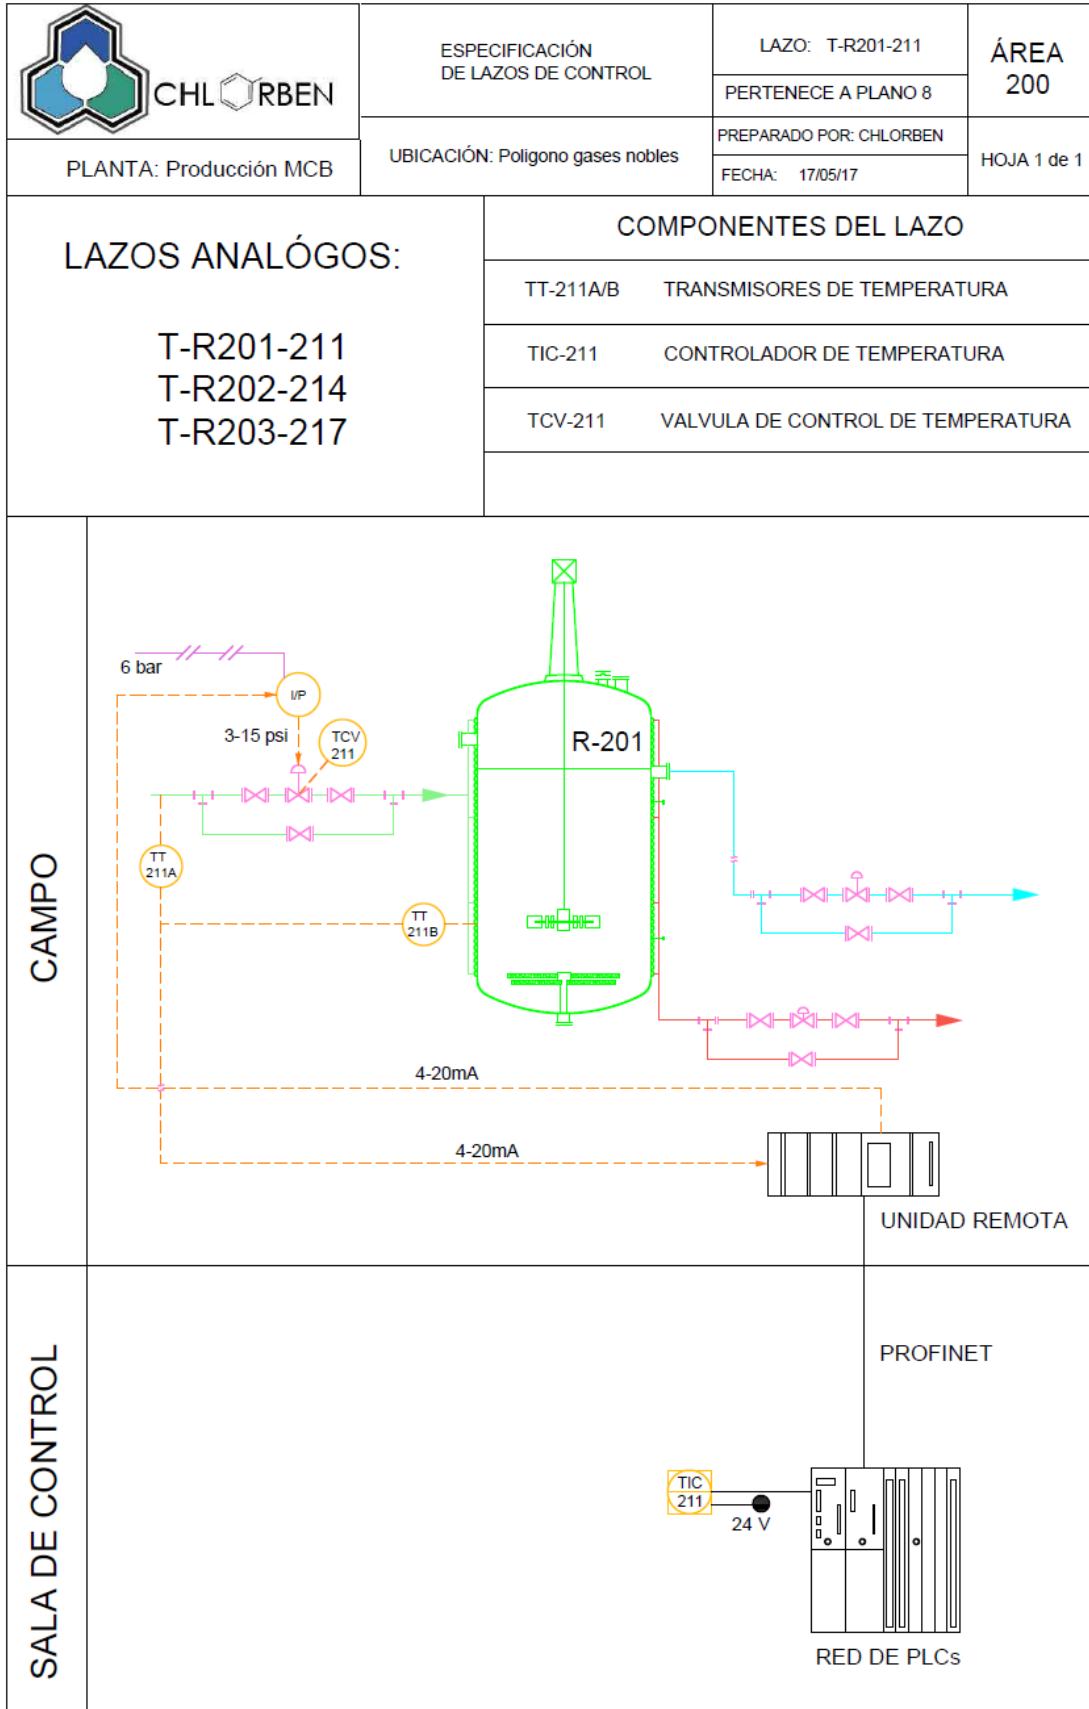 CHLORBEN
PLANTA: Producción MCB
ESPECIFICACIÓN
DE LAZOS DE CONTROL
UBICACIÓN: Poligono gases nobles
LAZO: T-R201-211
PERTENECE A PLANO 8
PREPARADO POR: CHLORBEN
FECHA: 17/05/17
ÁREA
200
HOJA 1 de 1
LAZOS ANALÓGOS:
T-R201-211
T-R202-214
T-R203-217
COMPONENTES DEL LAZO
TT-211A/B TRANSMISORES DE TEMPERATURA
TIC-211 CONTROLADOR DE TEMPERATURA
TCV-211 VALVULA DE CONTROL DE TEMPERATURA
CAMPO
6 bar
I/P
3-15 psi
TCV
211
R-201
TT
211A
TT
211B
4-20mA
4-20mA
UNIDAD REMOTA
SALA DE CONTROL
PROFINET
TIC
211
24 V
RED DE PLCs